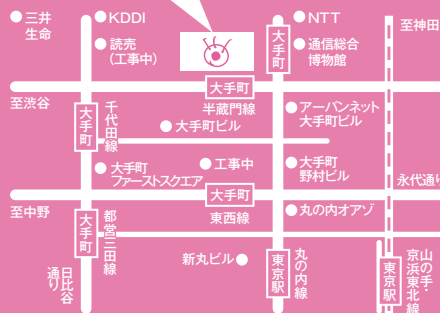 三井
生命
KDDI
NTT
至神田
読売
(工事中)
大手町
通信総合
博物館
大手町
至渋谷
半蔵門線
大手町
千代田線
アーバンネット
大手町ビル
大手町ビル
大手町
ファーストスクエア
工事中
大手町
野村ビル
永代通り
大手町
至中野
東西線
丸の内オアゾ
大手町
都営三田線
新丸ビル
日比谷
通り
東京駅
丸の内線
東京駅
山の手・
京浜東北線